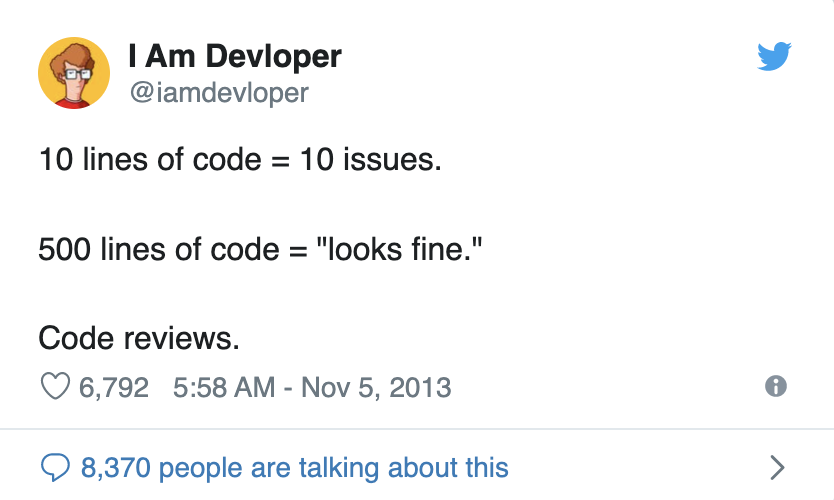 I Am Devloper
@iamdevloper
10 lines of code = 10 issues.
500 lines of code = "looks fine."
Code reviews.
6,792 5:58 AM - Nov 5, 2013
8,370 people are talking about this